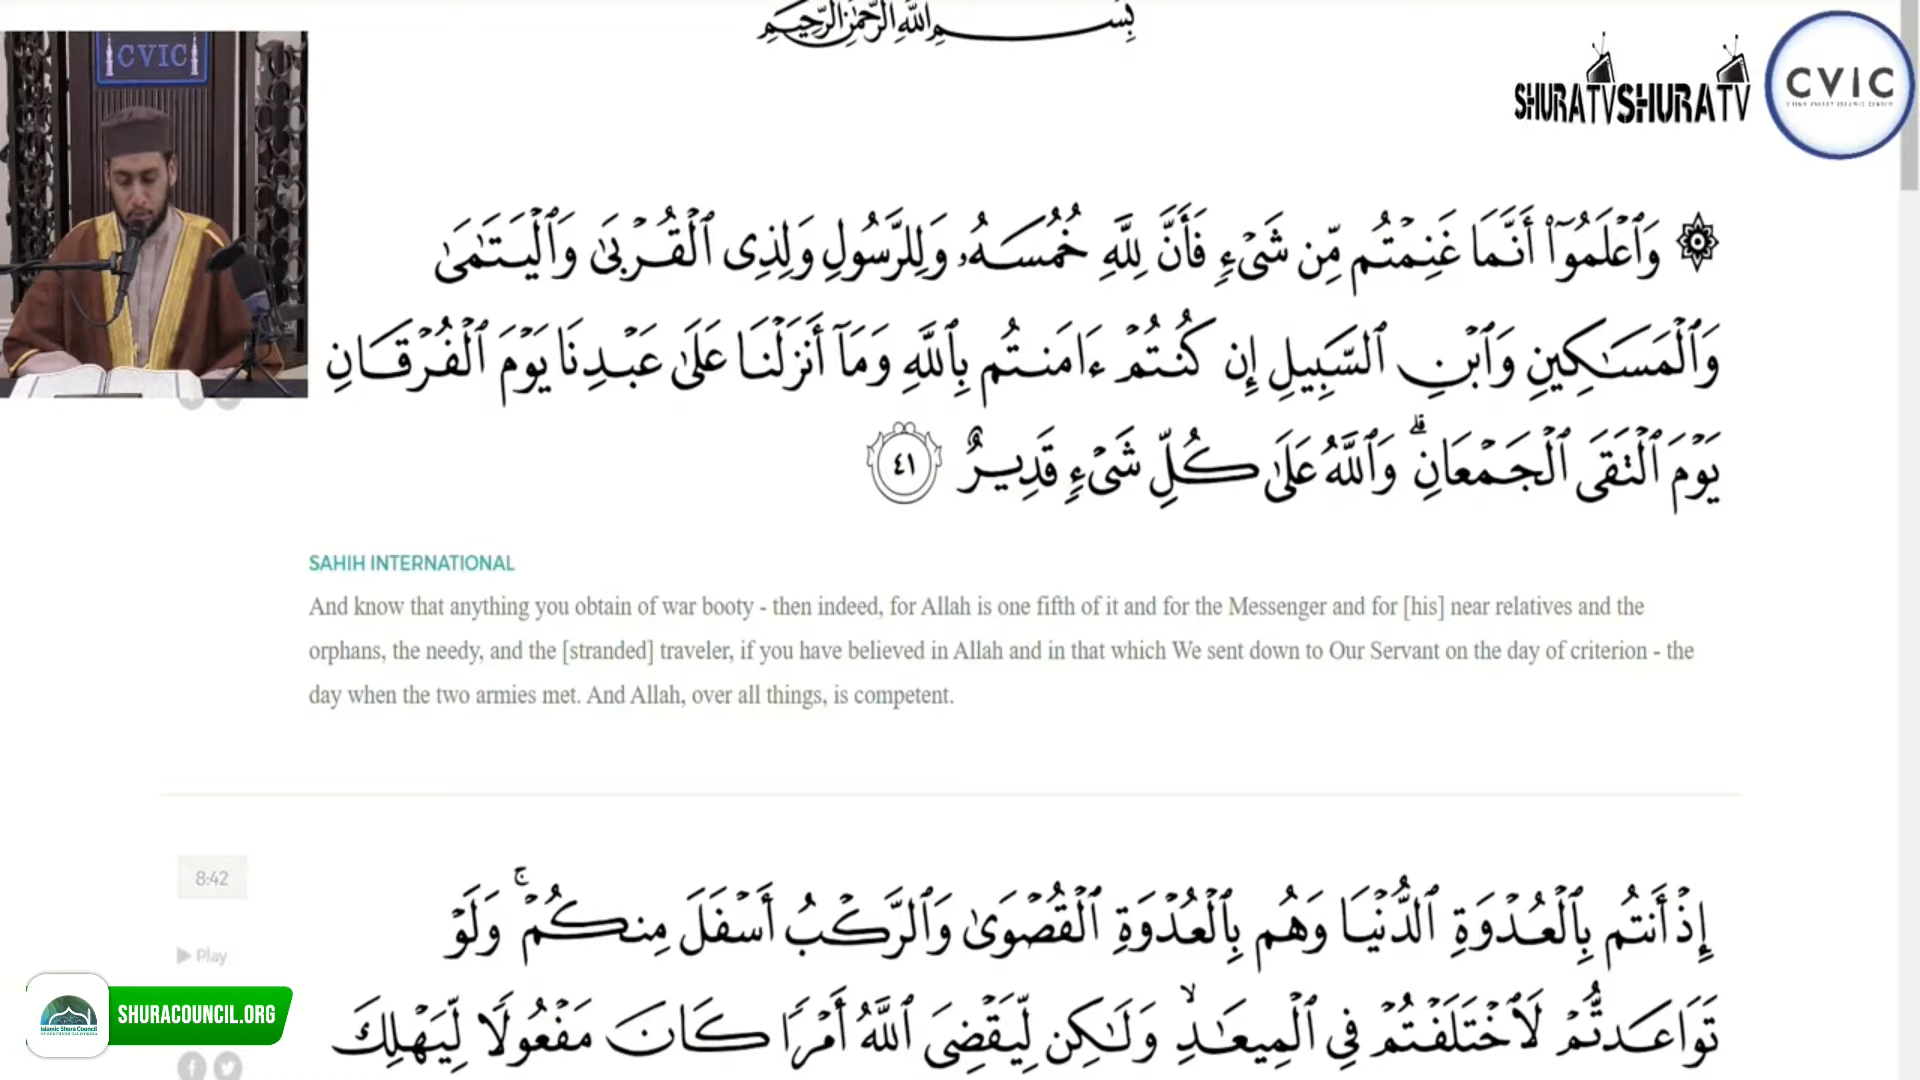 بِسْمِ ٱللَّهِ ٱلرَّحْمَٰنِ ٱلرَّحِيمِ
CVIC
SHURATVSHURATV
CVIC
۞ وَٱعْلَمُوٓا۟ أَنَّمَا غَنِمْتُم مِّن شَىْءٍ فَأَنَّ لِلَّهِ خُمُسَهُۥ وَلِلرَّسُولِ وَلِذِى ٱلْقُرْبَىٰ وَٱلْيَتَـٰمَىٰ
وَٱلْمَسَـٰكِينِ وَٱبْنِ ٱلسَّبِيلِ إِن كُنتُمْ ءَامَنتُم بِٱللَّهِ وَمَآ أَنزَلْنَا عَلَىٰ عَبْدِنَا يَوْمَ ٱلْفُرْقَانِ
يَوْمَ ٱلْتَقَى ٱلْجَمْعَانِ ۗ وَٱللَّهُ عَلَىٰ كُلِّ شَىْءٍ قَدِيرٌ ٤١
SAHIH INTERNATIONAL
And know that anything you obtain of war booty - then indeed, for Allah is one fifth of it and for the Messenger and for [his] near relatives and the
orphans, the needy, and the [stranded] traveler, if you have believed in Allah and in that which We sent down to Our Servant on the day of criterion - the
day when the two armies met. And Allah, over all things, is competent.
8:42
إِذْ أَنتُم بِٱلْعُدْوَةِ ٱلدُّنْيَا وَهُم بِٱلْعُدْوَةِ ٱلْقُصْوَىٰ وَٱلرَّكْبُ أَسْفَلَ مِنكُمْ ۚ وَلَوْ
Play
تَوَاعَدتُّمْ لَٱخْتَلَفْتُمْ فِى ٱلْمِيعَـٰدِ ۙ وَلَـٰكِن لِّيَقْضِىَ ٱللَّهُ أَمْرًا كَانَ مَفْعُولًا لِّيَهْلِكَ
Islamic Shura Council
SHURACOUNCIL.ORG